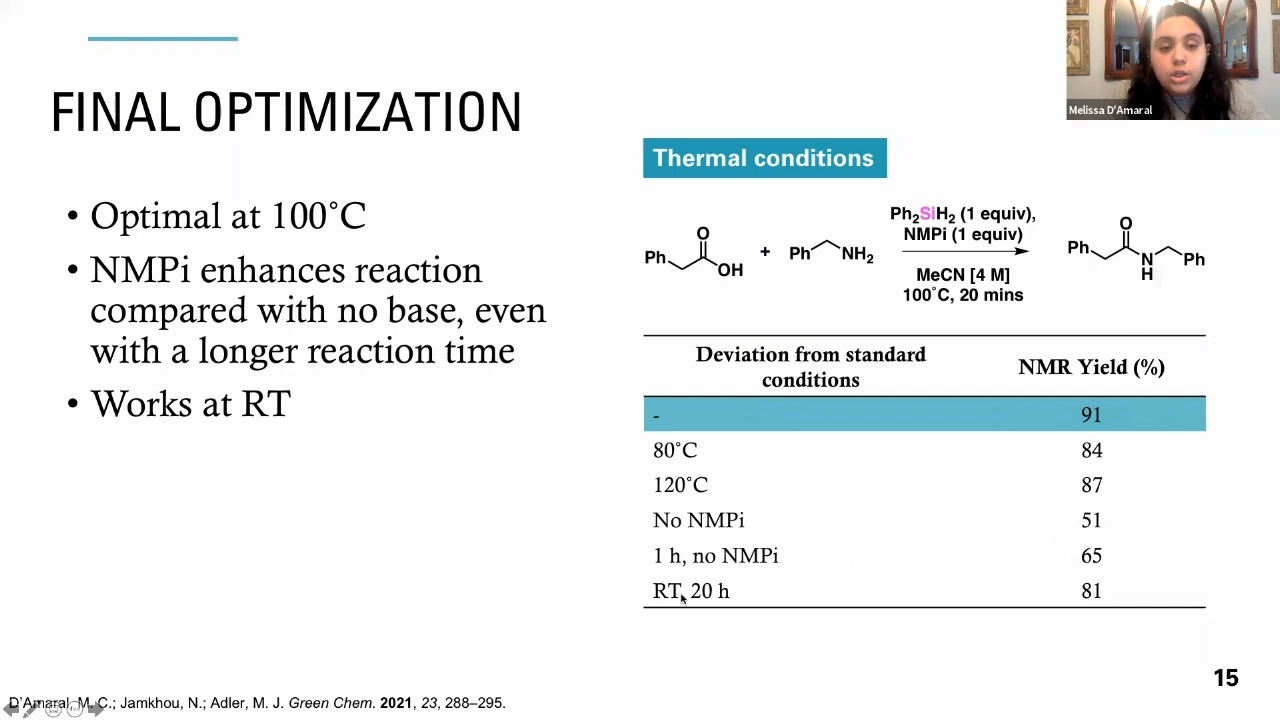 Melissa D'Amaral
FINAL OPTIMIZATION
• Optimal at 100˚C
• NMPi enhances reaction
compared with no base, even
with a longer reaction time
• Works at RT
Thermal conditions
Ph2SiH2 (1 equiv),
NMPi (1 equiv)
MeCN [4 M]
100˚C, 20 mins
Ph O OH + Ph NH2 Ph O N H Ph
Deviation from standard
conditions
NMR Yield (%)
- 91
80˚C 84
120˚C 87
No NMPi 51
1 h, no NMPi 65
RT, 20 h 81
15
D'Amaral, M. C.; Jamkhou, N.; Adler, M. J. Green Chem. 2021, 23, 288–295.